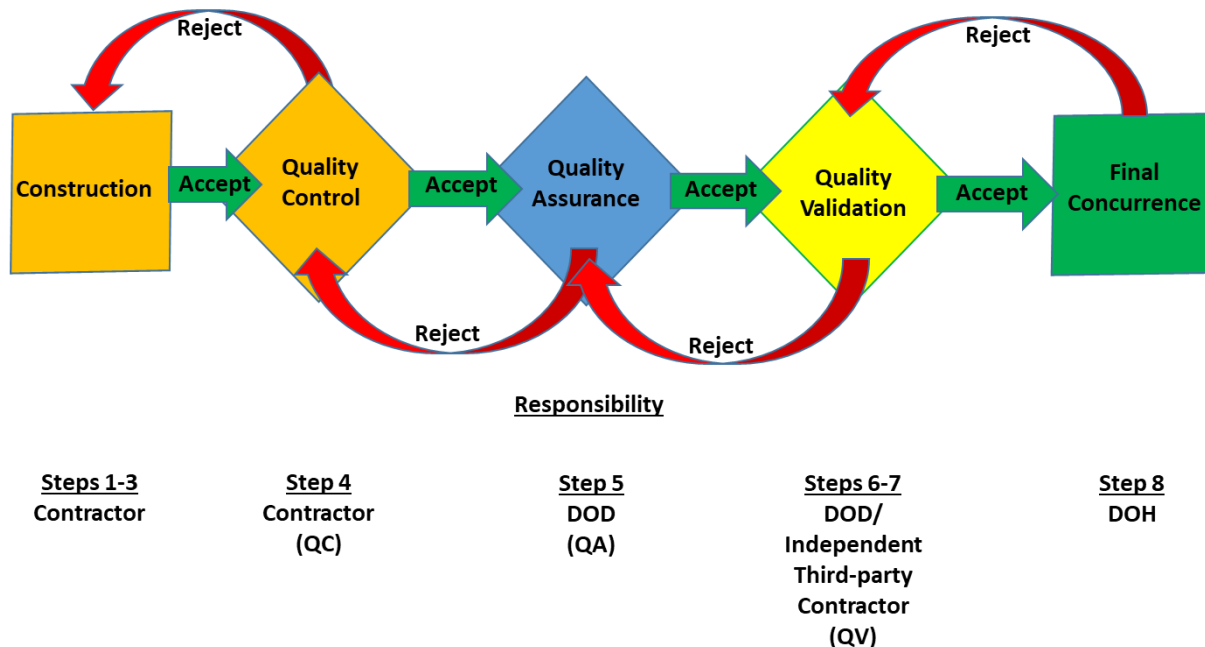 Reject
Reject
Construction
Accept
Quality
Control
Accept
Quality
Assurance
Accept
Quality
Validation
Accept
Final
Concurrence
Reject
Reject
Responsibility
Steps 1-3
Contractor
Step 4
Contractor
(QC)
Step 5
DOD
(QA)
Steps 6-7
DOD/
Independent
Third-party
Contractor
(QV)
Step 8
DOH